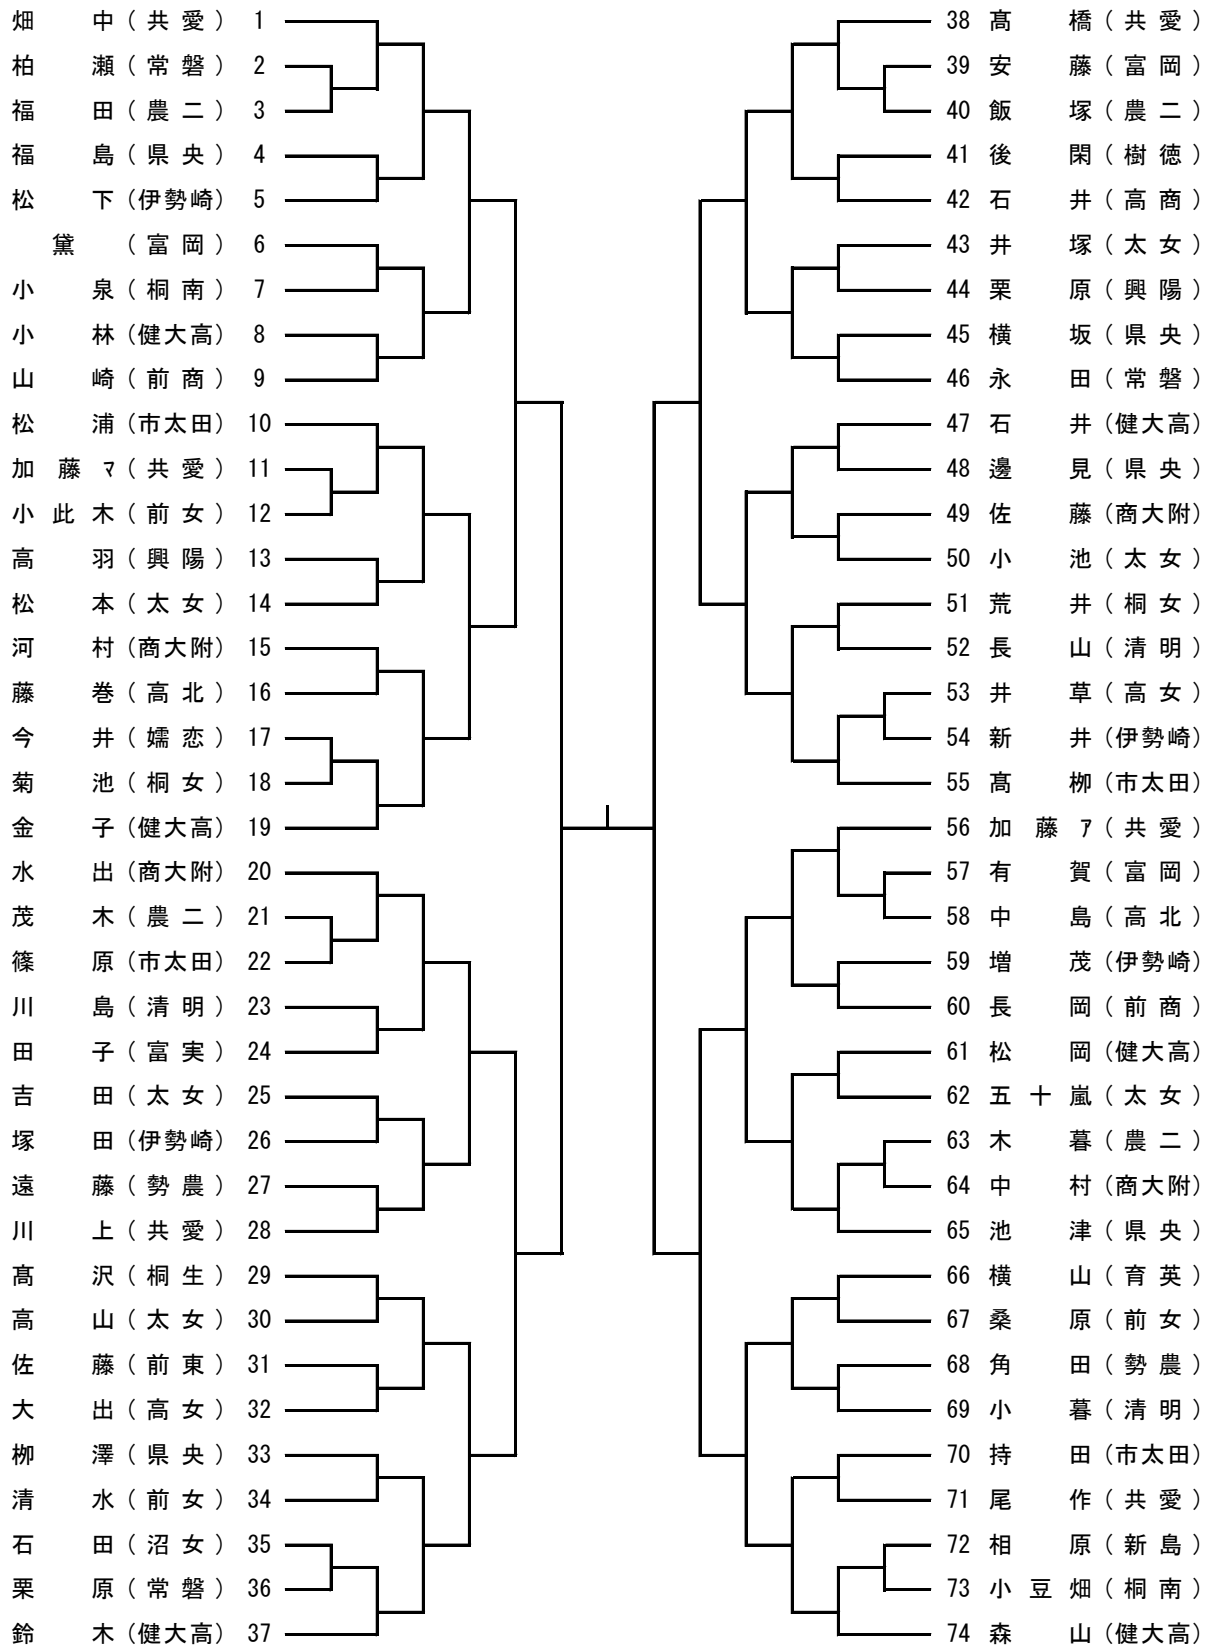 畑中(共愛) 1
柏瀬(常磐) 2
福田(農二) 3
福島(県央) 4
松下(伊勢崎) 5
黛(富岡) 6
小泉(桐南) 7
小林(健大高) 8
山崎(前商) 9
松浦(市太田) 10
加藤マ(共愛) 11
小此木(前女) 12
高羽(興陽) 13
松本(太女) 14
河村(商大附) 15
藤巻(高北) 16
今井(嬬恋) 17
菊池(桐女) 18
金子(健大高) 19
水出(商大附) 20
茂木(農二) 21
篠原(市太田) 22
川島(清明) 23
田子(富実) 24
吉田(太女) 25
塚田(伊勢崎) 26
遠藤(勢農) 27
川上(共愛) 28
髙沢(桐生) 29
高山(太女) 30
佐藤(前東) 31
大出(高女) 32
栁澤(県央) 33
清水(前女) 34
石田(沼女) 35
栗原(常磐) 36
鈴木(健大高) 37
38 髙橋(共愛)
39 安藤(富岡)
40 飯塚(農二)
41 後閑(樹徳)
42 石井(高商)
43 井塚(太女)
44 栗原(興陽)
45 横坂(県央)
46 永田(常磐)
47 石井(健大高)
48 邊見(県央)
49 佐藤(商大附)
50 小池(太女)
51 荒井(桐女)
52 長山(清明)
53 井草(高女)
54 新井(伊勢崎)
55 髙栁(市太田)
56 加藤ア(共愛)
57 有賀(富岡)
58 中島(高北)
59 増茂(伊勢崎)
60 長岡(前商)
61 松岡(健大高)
62 五十嵐(太女)
63 木暮(農二)
64 中村(商大附)
65 池津(県央)
66 横山(育英)
67 桑原(前女)
68 角田(勢農)
69 小暮(清明)
70 持田(市太田)
71 尾作(共愛)
72 相原(新島)
73 小豆畑(桐南)
74 森山(健大高)